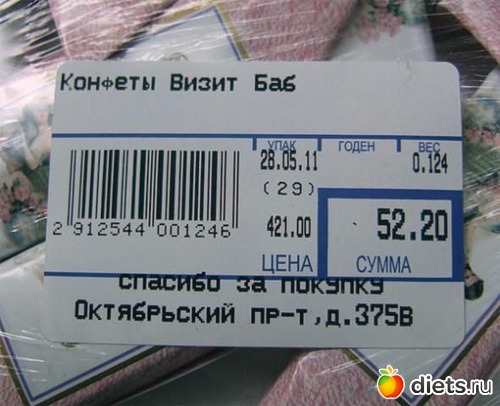 Конфеты Визит Баб
УПАК ГОДЕН ВЕС
28.05.11 0.124
(29)
421.00 52.20
ЦЕНА СУММА
2 912544 001246
спасибо за покупку
Октябрьский пр-т,д.375В
diets.ru